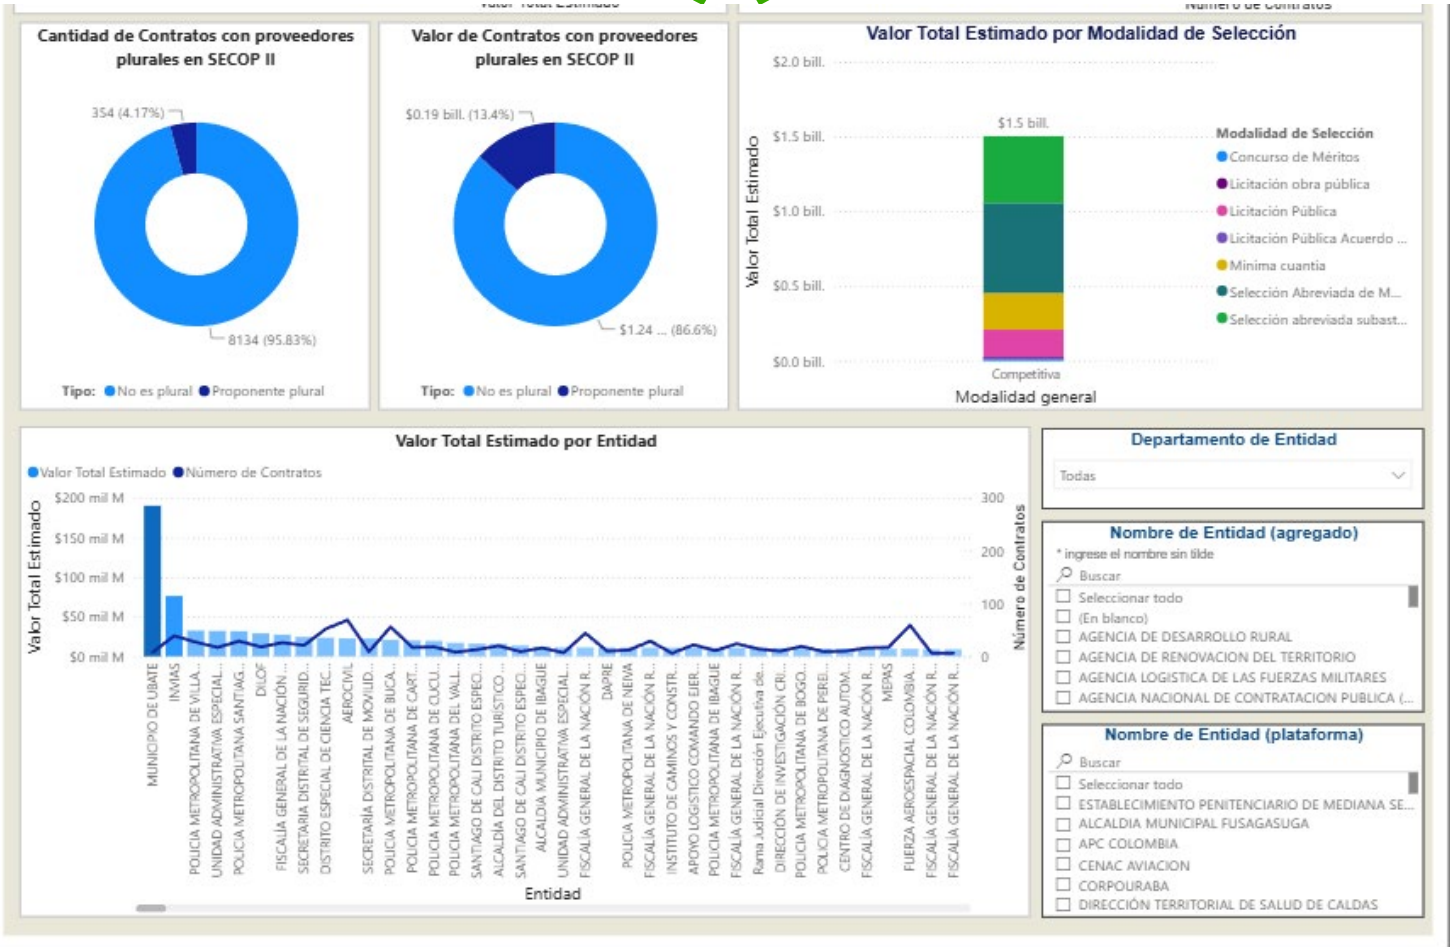 Valor Total Estimado
Número de Contratos
Cantidad de Contratos con proveedores
plurales en SECOP II
354 (4.17%)
8134 (95.83%)
Tipo: No es plural Proponente plural
Valor de Contratos con proveedores
plurales en SECOP II
$0.19 bill. (13.4%)
$1.24 ... (86.6%)
Tipo: No es plural Proponente plural
Valor Total Estimado por Modalidad de Selección
Valor Total Estimado
$2.0 bill.
$1.5 bill.
$1.0 bill.
$0.5 bill.
$0.0 bill.
$1.5 bill.
Competitiva
Modalidad general
Modalidad de Selección
Concurso de Méritos
Licitación obra pública
Licitación Pública
Licitación Pública Acuerdo ...
Mínima cuantía
Selección Abreviada de M...
Selección abreviada subast...
Valor Total Estimado por Entidad
Valor Total Estimado Número de Contratos
Valor Total Estimado
$200 mil M
$150 mil M
$100 mil M
$50 mil M
$0 mil M
300
200
100
0
Número de Contratos
MUNICIPIO DE UBATE
INVIAS
POLICIA METROPOLITANA DE VILLA...
UNIDAD ADMINISTRATIVA ESPECIAL...
POLICIA METROPOLITANA SANTIAG...
DILOF
FISCALÍA GENERAL DE LA NACIÓN...
SECRETARIA DISTRITAL DE SEGURID...
DISTRITO ESPECIAL DE CIENCIA TEC...
AEROCIVIL
SECRETARÍA DISTRITAL DE MOVILID...
POLICIA METROPOLITANA DE BUCA...
POLICIA METROPOLITANA DE CART...
POLICIA METROPOLITANA DE CUCU...
POLICIA METROPOLITANA DEL VALL...
SANTIAGO DE CALI DISTRITO ESPECI...
ALCALDÍA DEL DISTRITO TURÍSTICO...
SANTIAGO DE CALI DISTRITO ESPECI...
ALCALDIA MUNICIPIO DE IBAGUE
UNIDAD ADMINISTRATIVA ESPECIAL...
FISCALÍA GENERAL DE LA NACIÓN R...
DAPRE
POLICIA METROPOLITANA DE NEIVA
FISCALÍA GENERAL DE LA NACIÓN R...
INSTITUTO DE CAMINOS Y CONSTR...
APOYO LOGISTICO COMANDO EJER...
POLICIA METROPOLITANA DE IBAGUE
FISCALÍA GENERAL DE LA NACIÓN R...
Rama Judicial Dirección Ejecutiva de...
DIRECCIÓN DE INVESTIGACIÓN CRI...
POLICIA METROPOLITANA DE BOGO...
POLICIA METROPOLITANA DE PEREI...
CENTRO DE DIAGNOSTICO AUTOM...
FISCALÍA GENERAL DE LA NACIÓN R...
MEPAS
FUERZA AEROESPACIAL COLOMBIA...
FISCALÍA GENERAL DE LA NACIÓN R...
FISCALÍA GENERAL DE LA NACIÓN R...
Entidad
Departamento de Entidad
Todas
Nombre de Entidad (agregado)
* ingrese el nombre sin tilde
Buscar
Seleccionar todo
(En blanco)
AGENCIA DE DESARROLLO RURAL
AGENCIA DE RENOVACION DEL TERRITORIO
AGENCIA LOGISTICA DE LAS FUERZAS MILITARES
AGENCIA NACIONAL DE CONTRATACION PUBLICA (...
Nombre de Entidad (plataforma)
Buscar
Seleccionar todo
ESTABLECIMIENTO PENITENCIARIO DE MEDIANA SE...
ALCALDIA MUNICIPAL FUSAGASUGA
APC COLOMBIA
CENAC AVIACION
CORPOURABA
DIRECCIÓN TERRITORIAL DE SALUD DE CALDAS